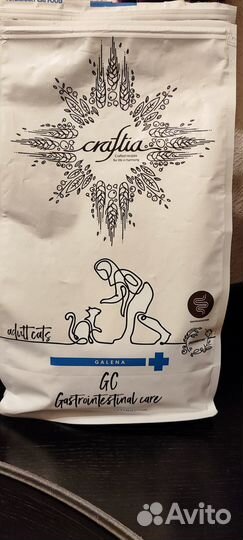 craftia
Crafted recipes
for life in harmony
adult cats
GALENA
GC
Gastrointestinal care
Avito